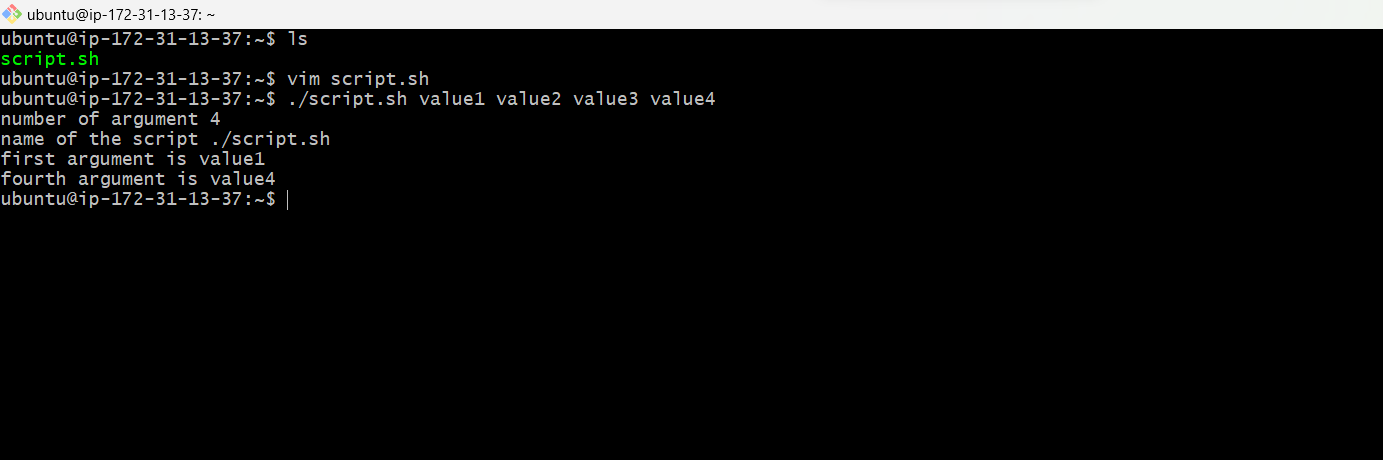 ubuntu@ip-172-31-13-37: ~
ubuntu@ip-172-31-13-37:~$ ls
script.sh
ubuntu@ip-172-31-13-37:~$ vim script.sh
ubuntu@ip-172-31-13-37:~$ ./script.sh value1 value2 value3 value4
number of argument 4
name of the script ./script.sh
first argument is value1
fourth argument is value4
ubuntu@ip-172-31-13-37:~$